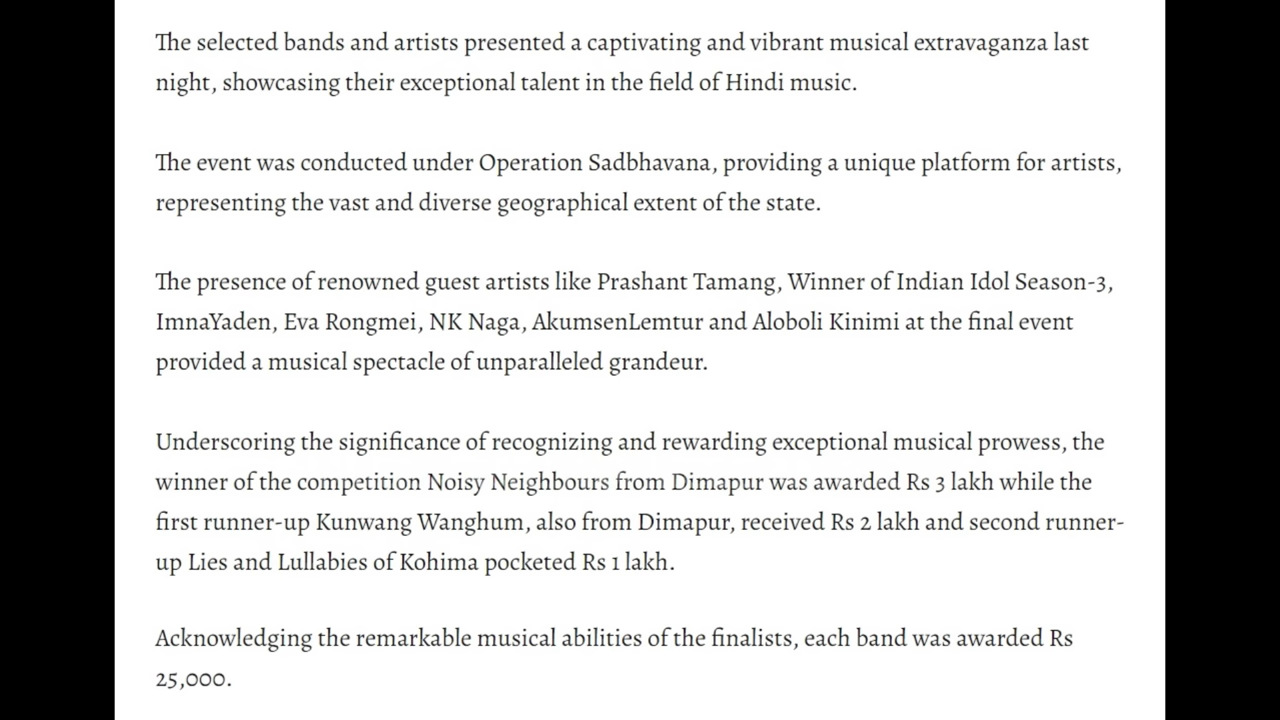 The selected bands and artists presented a captivating and vibrant musical extravaganza last
night, showcasing their exceptional talent in the field of Hindi music.
The event was conducted under Operation Sadbhavana, providing a unique platform for artists,
representing the vast and diverse geographical extent of the state.
The presence of renowned guest artists like Prashant Tamang, Winner of Indian Idol Season-3,
ImnaYaden, Eva Rongmei, NK Naga, AkumsenLemtur and Aloboli Kinimi at the final event
provided a musical spectacle of unparalleled grandeur.
Underscoring the significance of recognizing and rewarding exceptional musical prowess, the
winner of the competition Noisy Neighbours from Dimapur was awarded Rs 3 lakh while the
first runner-up Kunwang Wanghum, also from Dimapur, received Rs 2 lakh and second runner-
up Lies and Lullabies of Kohima pocketed Rs 1 lakh.
Acknowledging the remarkable musical abilities of the finalists, each band was awarded Rs
25,000.